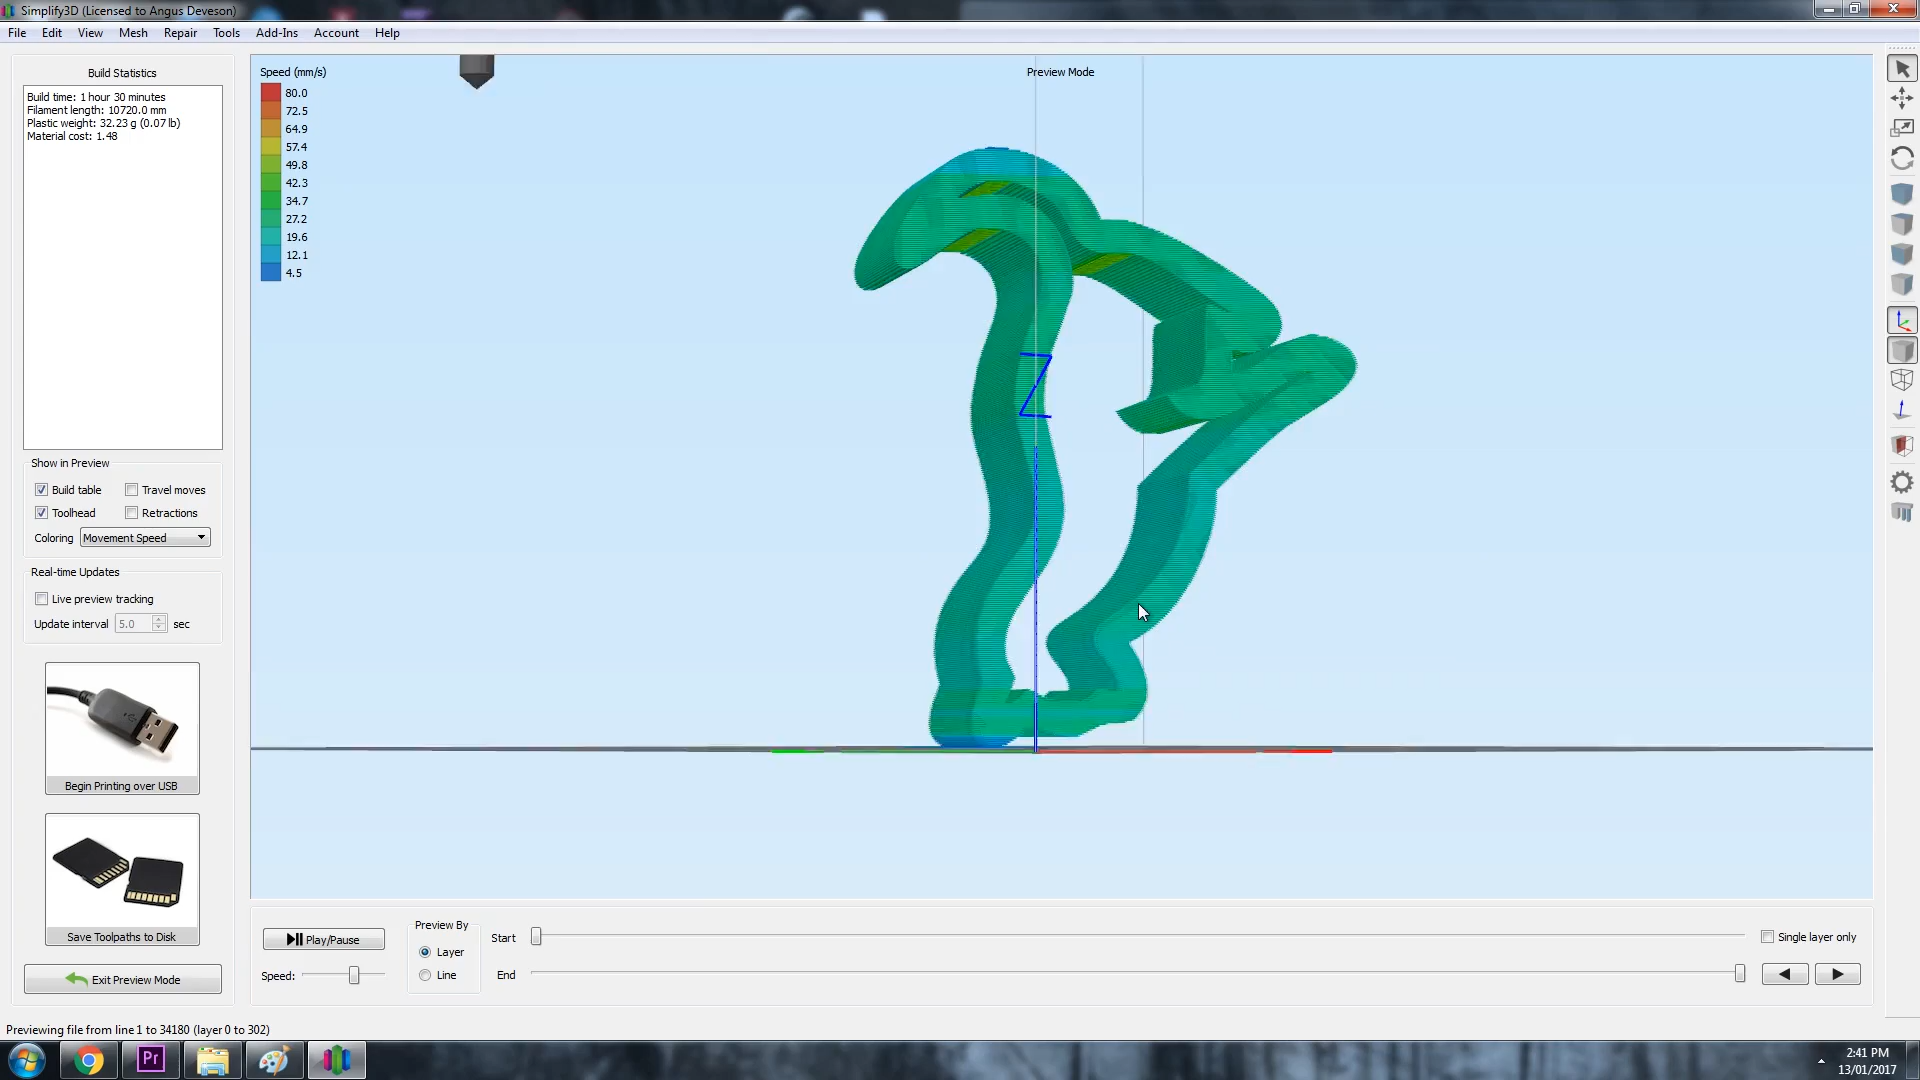 Simplify3D (Licensed to Angus Deveson)
File Edit View Mesh Repair Tools Add-Ins Account Help
Build Statistics
Build time: 1 hour 30 minutes
Filament length: 10720.0 mm
Plastic weight: 32.23 g (0.07 lb)
Material cost: 1.48
Show in Preview
Build table Travel moves
Toolhead Retractions
Coloring Movement Speed
Real-time Updates
Live preview tracking
Update interval 5.0 sec
Begin Printing over USB
Save Toolpaths to Disk
Exit Preview Mode
Speed (mm/s)
80.0
72.5
64.9
57.4
49.8
42.3
34.7
27.2
19.6
12.1
4.5
Preview Mode
Z
Play/Pause
Speed:
Preview By
Layer
Line
Start
End
Single layer only
Previewing file from line 1 to 34180 (layer 0 to 302)
Pr
2:41 PM
13/01/2017